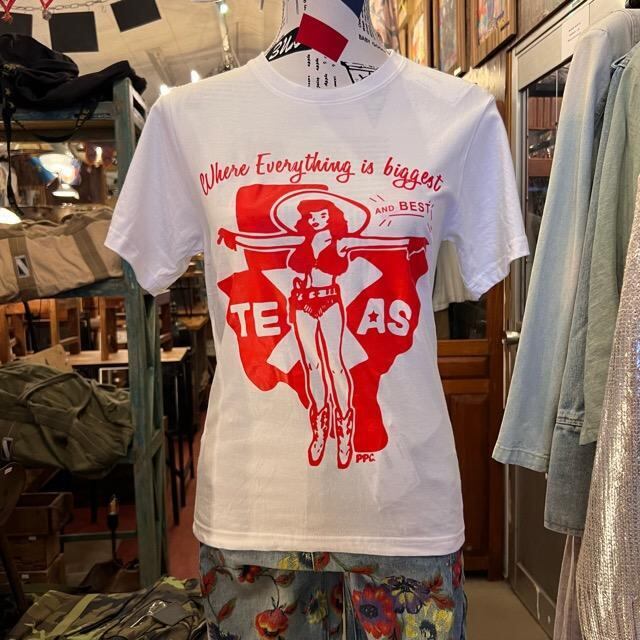 Where Everything is biggest
AND BEST
TE AS
PPC.